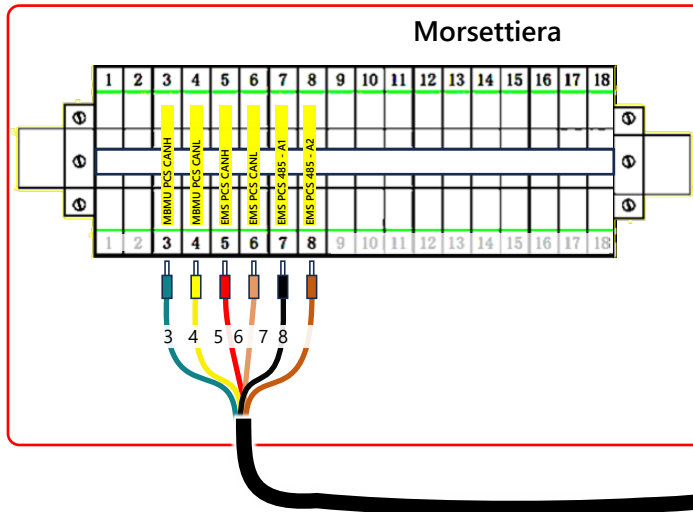 Morsettiera
1 2 3 4 5 6 7 8 9 10 11 12 13 14 15 16 17 18
MBMU PCS CANH
MBMU PCS CANL
EMS PCS CANH
EMS PCS CANL
EMS PCS 485 - A1
EMS PCS 485 - A2
1 2 3 4 5 6 7 8 9 10 11 12 13 14 15 16 17 18
3 4 5 6 7 8